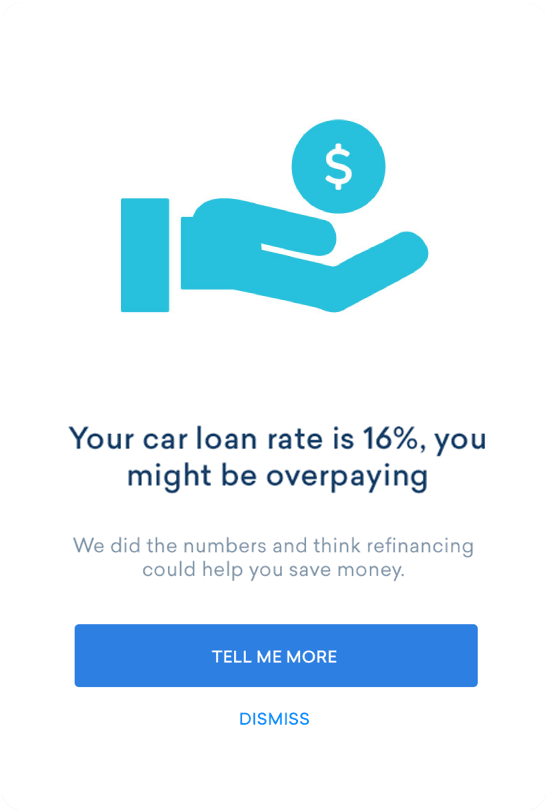 $
Your car loan rate is 16%, you
might be overpaying
We did the numbers and think refinancing
could help you save money.
TELL ME MORE
DISMISS